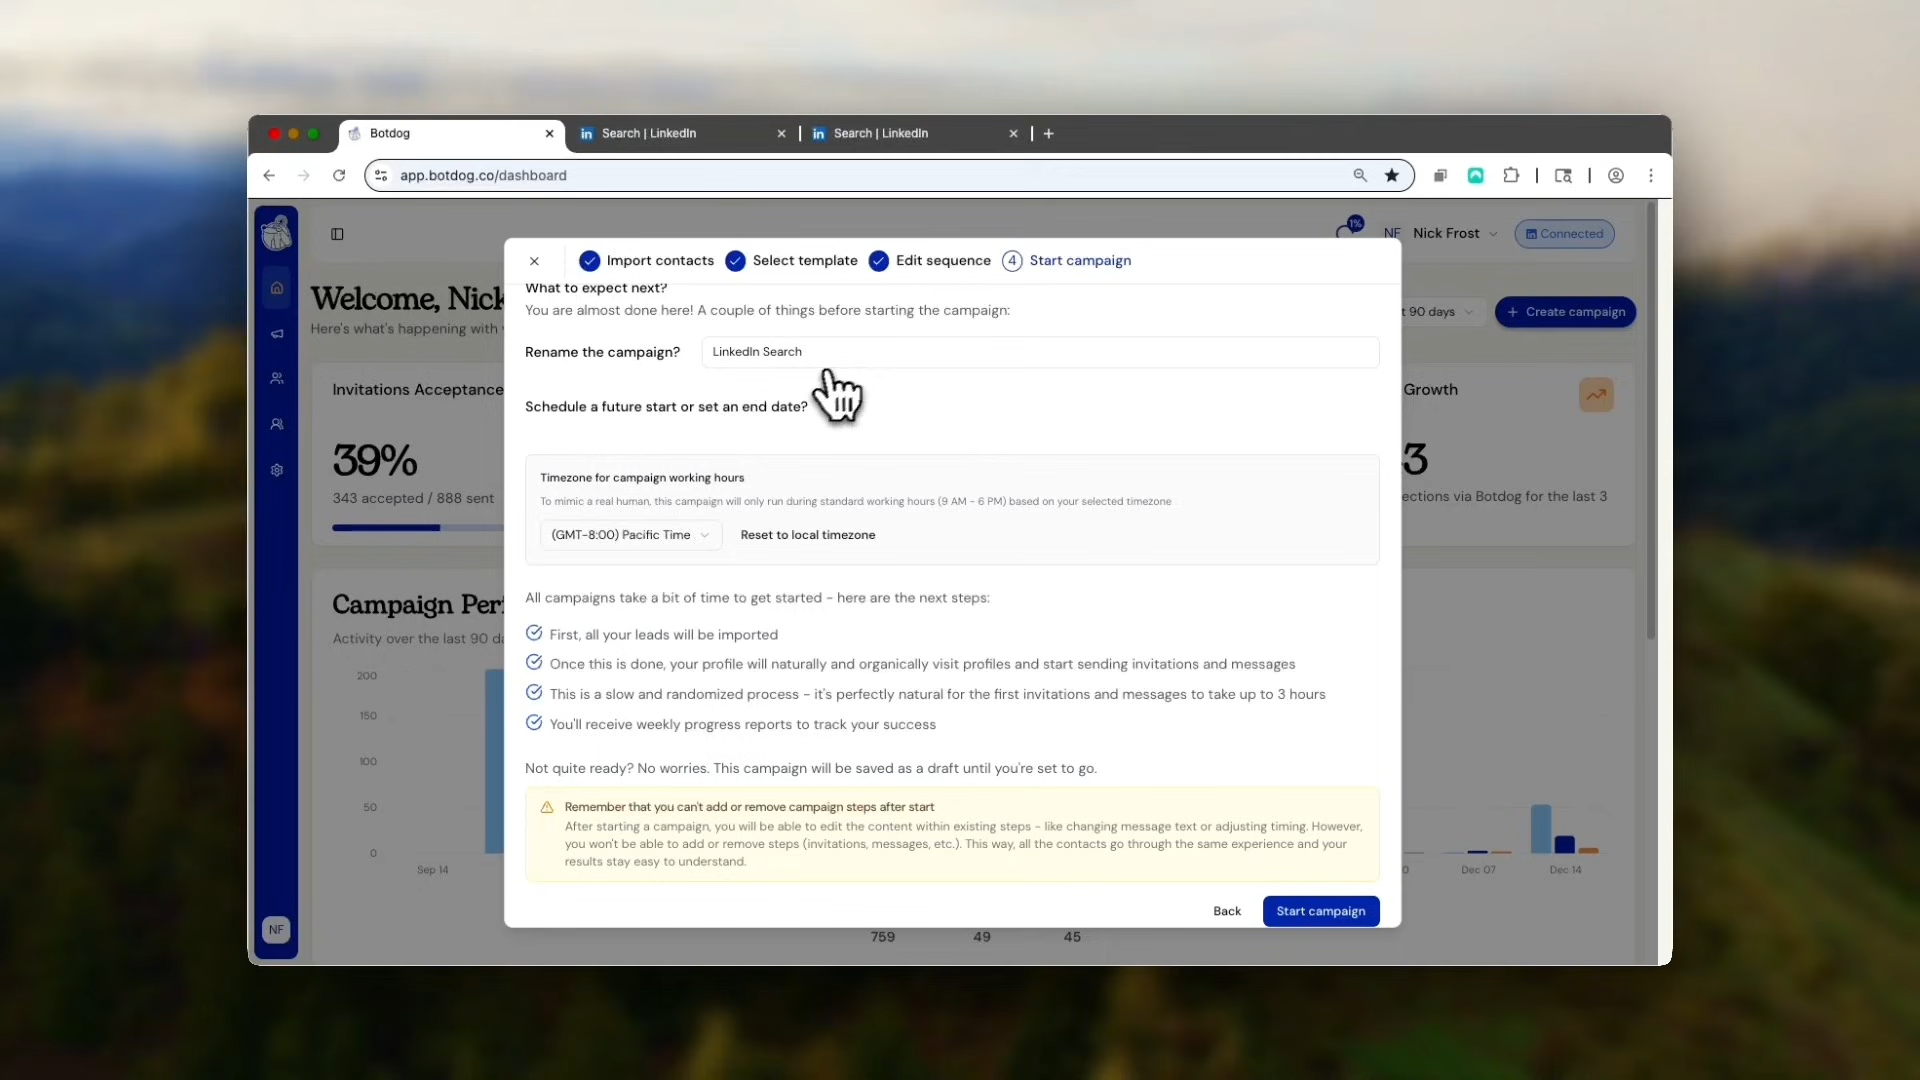 Botdog
Search | LinkedIn
Search | LinkedIn
app.botdog.co/dashboard
1%
NF Nick Frost
Connected
Import contacts
Select template
Edit sequence
4 Start campaign
Welcome, Nick
Here's what's happening with
t 90 days
+ Create campaign
What to expect next?
You are almost done here! A couple of things before starting the campaign:
Rename the campaign? LinkedIn Search
Schedule a future start or set an end date?
Invitations Acceptance
39%
343 accepted / 888 sent
Growth
3
ections via Botdog for the last 3
Timezone for campaign working hours
To mimic a real human, this campaign will only run during standard working hours (9 AM - 6 PM) based on your selected timezone
(GMT-8:00) Pacific Time
Reset to local timezone
All campaigns take a bit of time to get started - here are the next steps:
First, all your leads will be imported
Once this is done, your profile will naturally and organically visit profiles and start sending invitations and messages
This is a slow and randomized process - it's perfectly natural for the first invitations and messages to take up to 3 hours
You'll receive weekly progress reports to track your success
Not quite ready? No worries. This campaign will be saved as a draft until you're set to go.
Remember that you can't add or remove campaign steps after start
After starting a campaign, you will be able to edit the content within existing steps - like changing message text or adjusting timing. However,
you won't be able to add or remove steps (invitations, messages, etc.). This way, all the contacts go through the same experience and your
results stay easy to understand.
Back
Start campaign
Campaign Per
Activity over the last 90 da
200
150
100
50
0
Sep 14
0
Dec 07
Dec 14
759
49
45
NF